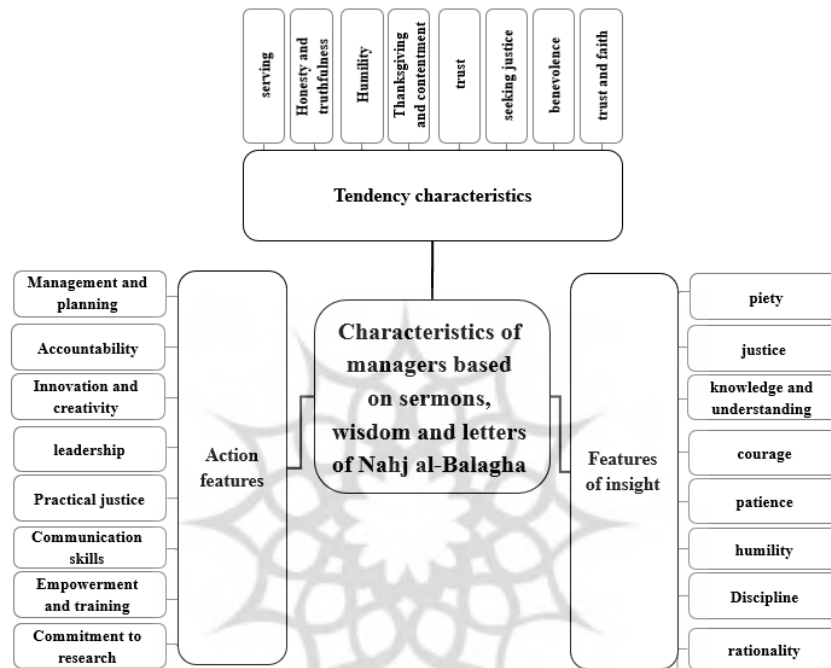 serving
Honesty and
truthfulness
Humility
Thanksgiving
and contentment
trust
seeking justice
benevolence
trust and faith
Tendency characteristics
Management and
planning
Accountability
Innovation and
creativity
leadership
Practical justice
Communication
skills
Empowerment
and training
Commitment to
research
Action
features
Characteristics of
managers based
on sermons,
wisdom and letters
of Nahj al-Balagha
Features
of insight
piety
justice
knowledge and
understanding
courage
patience
humility
Discipline
rationality